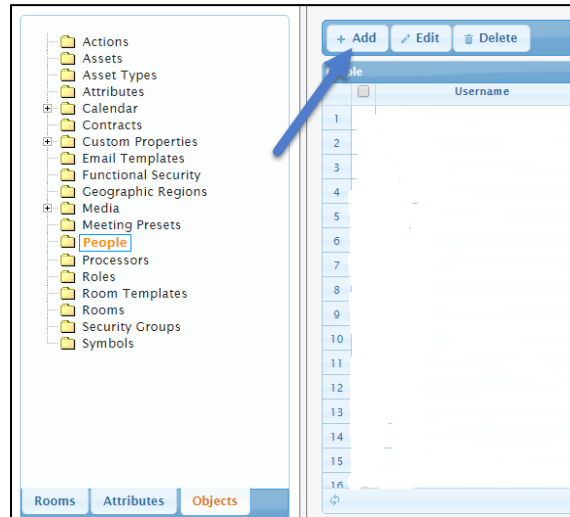 Actions
Assets
Asset Types
Attributes
Calendar
Contracts
Custom Properties
Email Templates
Functional Security
Geographic Regions
Media
Meeting Presets
People
Processors
Roles
Room Templates
Rooms
Security Groups
Symbols
Rooms Attributes Objects
+ Add Edit Delete
Username
1
2
3
4
5
6
7
8
9
10
11
12
13
14
15
16